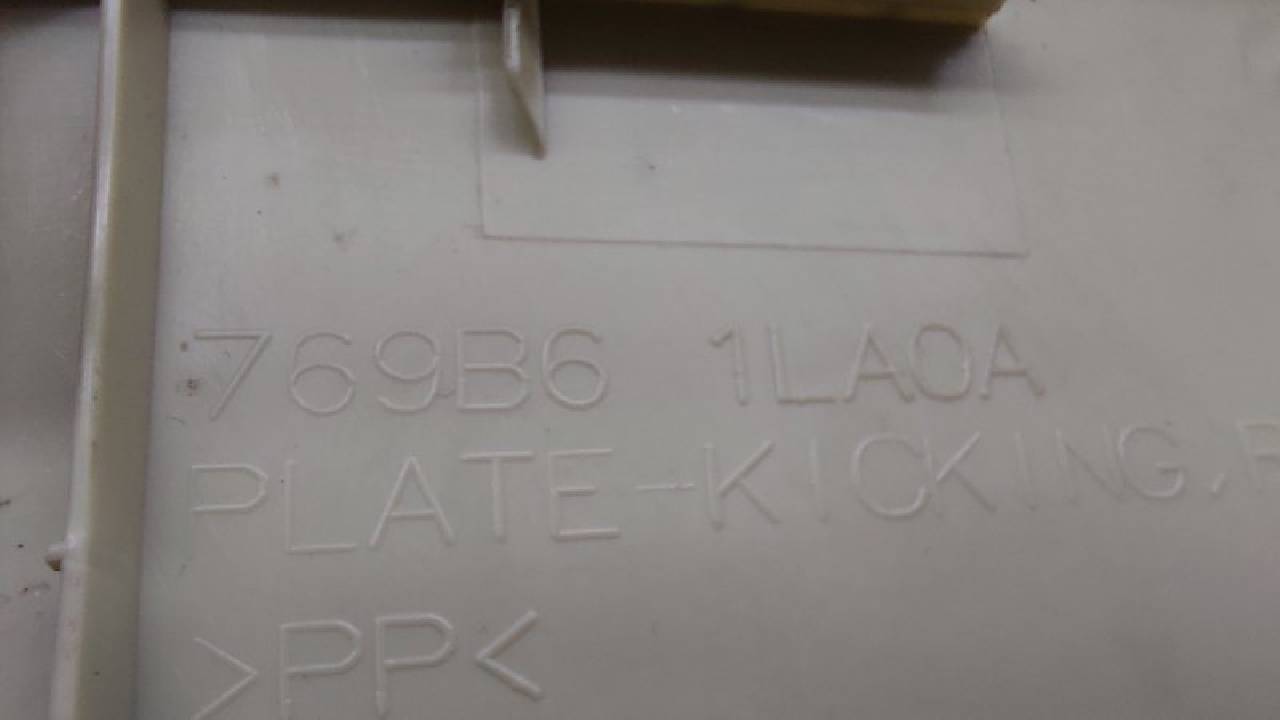 769B6 1LA0A
PLATE-KICKING,R
>PP<